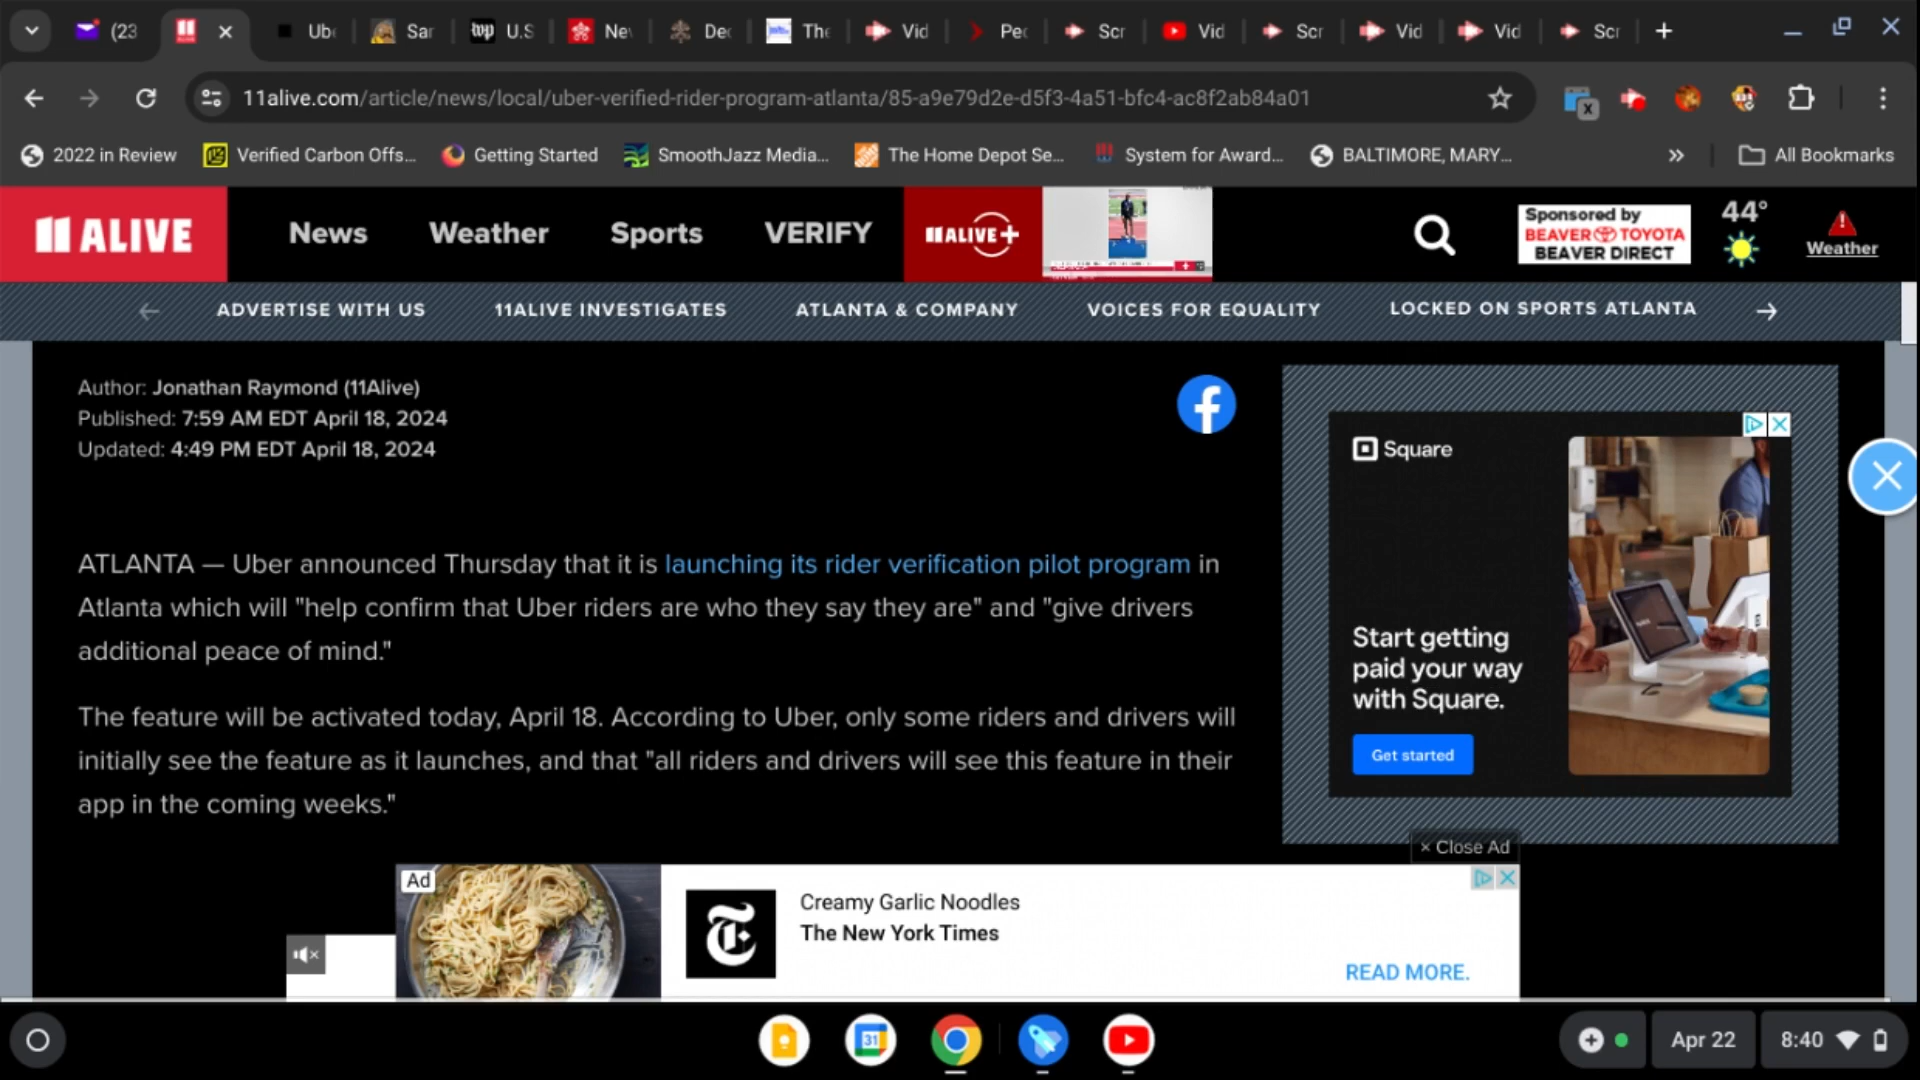 (23
Ub
Sar
wp U.S
Ne
De
The
Vid
Pe
Scr
Vid
Scr
Vid
Vid
Scr
11alive.com/article/news/local/uber-verified-rider-program-atlanta/85-a9e79d2e-d5f3-4a51-bfc4-ac8f2ab84a01
2022 in Review
Verified Carbon Offs...
Getting Started
SmoothJazz Media...
The Home Depot Se...
System for Award...
BALTIMORE, MARY...
All Bookmarks
11 ALIVE
News
Weather
Sports
VERIFY
11ALIVE+
Sponsored by
BEAVER TOYOTA
BEAVER DIRECT
44°
Weather
ADVERTISE WITH US
11ALIVE INVESTIGATES
ATLANTA & COMPANY
VOICES FOR EQUALITY
LOCKED ON SPORTS ATLANTA
Author: Jonathan Raymond (11Alive)
Published: 7:59 AM EDT April 18, 2024
Updated: 4:49 PM EDT April 18, 2024
ATLANTA — Uber announced Thursday that it is launching its rider verification pilot program in
Atlanta which will "help confirm that Uber riders are who they say they are" and "give drivers
additional peace of mind."
The feature will be activated today, April 18. According to Uber, only some riders and drivers will
initially see the feature as it launches, and that "all riders and drivers will see this feature in their
app in the coming weeks."
Square
Start getting
paid your way
with Square.
Get started
× Close Ad
Ad
Creamy Garlic Noodles
The New York Times
READ MORE.
31
Apr 22
8:40